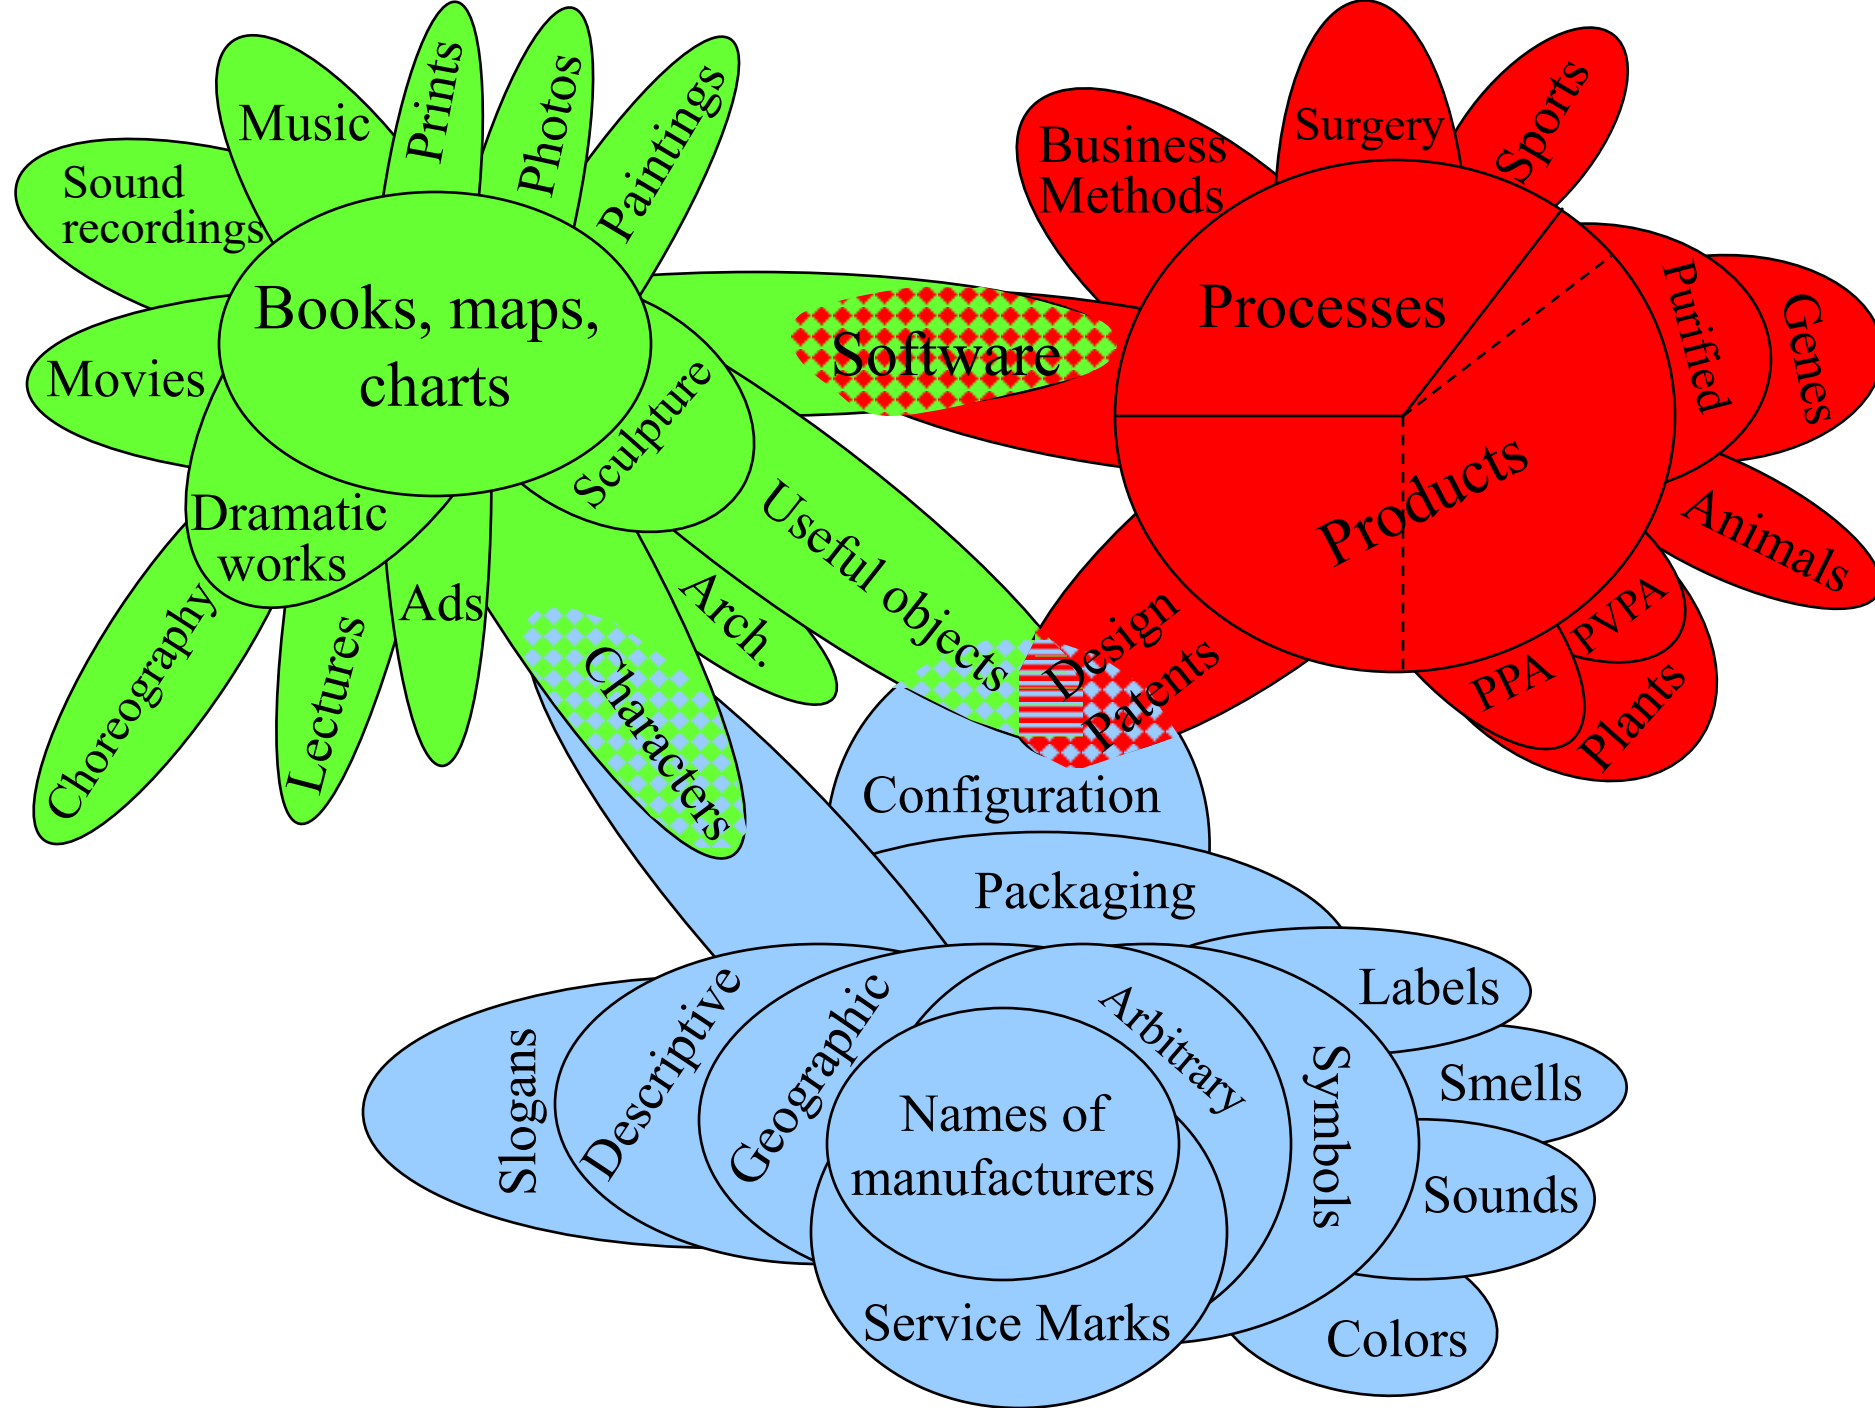 Music
Prints
Photos
Paintings
Sound
recordings
Books, maps,
charts
Movies
Sculpture
Dramatic
works
Choreography
Lectures
Ads
Characters
Arch.
Useful objects
Software
Business
Methods
Surgery
Sports
Processes
Products
Purified
Genes
Animals
PVPA
PPA
Plants
Design
Patents
Configuration
Packaging
Labels
Smells
Sounds
Colors
Slogans
Descriptive
Geographic
Arbitrary
Symbols
Names of
manufacturers
Service Marks